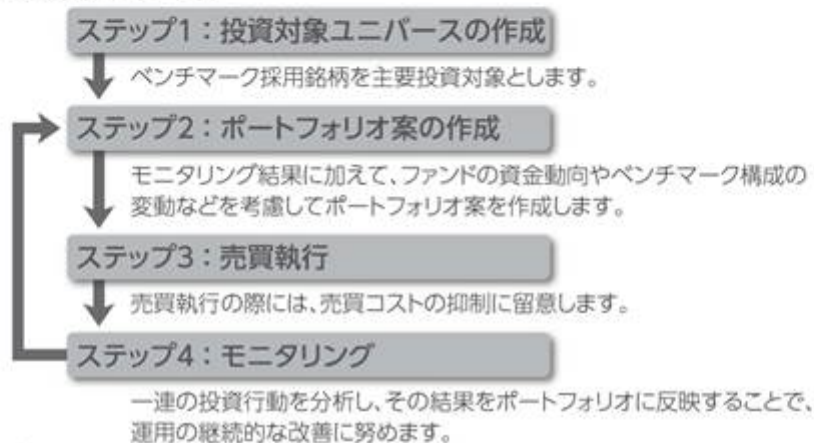 ステップ1：投資対象ユニバースの作成
ベンチマーク採用銘柄を主要投資対象とします。
ステップ2：ポートフォリオ案の作成
モニタリング結果に加えて、ファンドの資金動向やベンチマーク構成の
変動などを考慮してポートフォリオ案を作成します。
ステップ3：売買執行
売買執行の際には、売買コストの抑制に留意します。
ステップ4：モニタリング
一連の投資行動を分析し、その結果をポートフォリオに反映することで、
運用の継続的な改善に努めます。